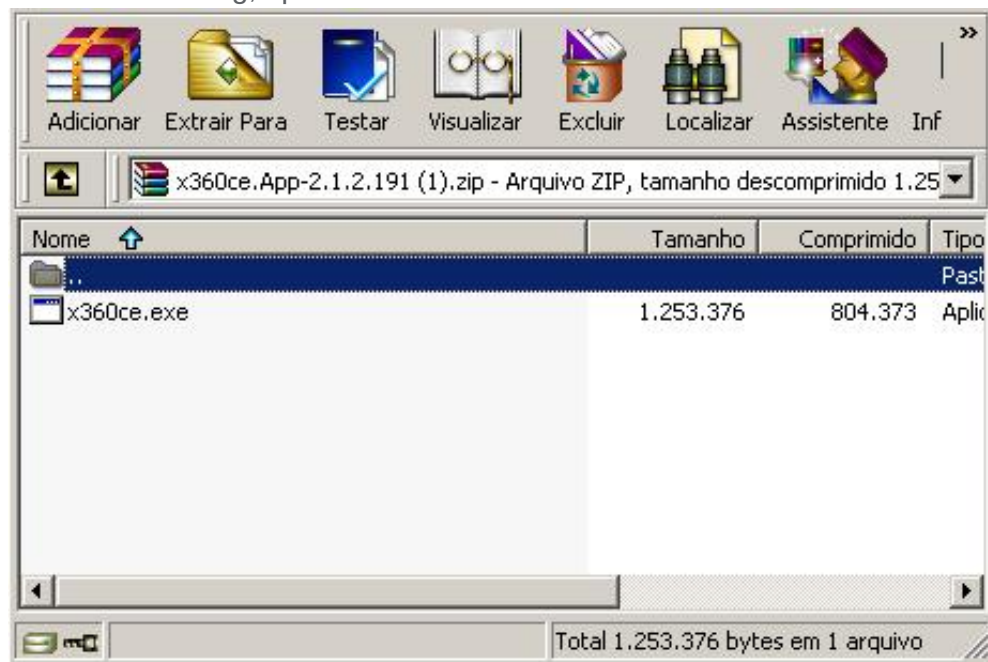 Adicionar Extrair Para Testar Visualizar Excluir Localizar Assistente Inf
x360ce.App-2.1.2.191 (1).zip - Arquivo ZIP, tamanho descomprimido 1.25
Nome Tamanho Comprimido Tipo
.. Past
x360ce.exe 1.253.376 804.373 Aplic
Total 1.253.376 bytes em 1 arquivo